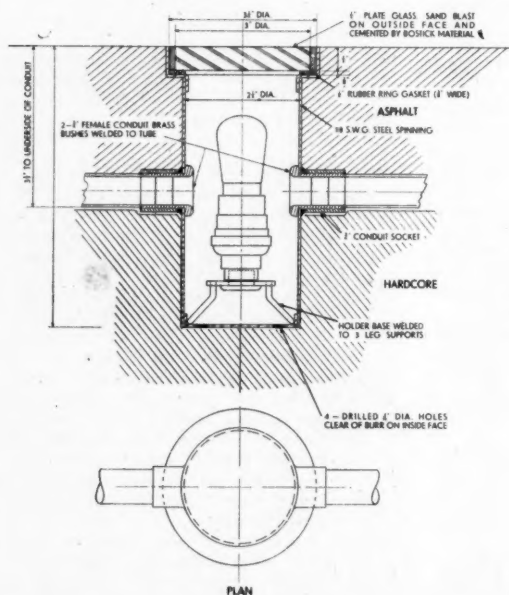 DIA.
3" DIA.
PLATE GLASS SAND BLAST
ON OUTSIDE FACE AND
CEMENTED BY BOSTICK MATERIAL
RUBBER RING GASKET WIDE)
ASPHALT
DIA.
18 S.W.G. STEEL SPINNING
FEMALE CONDUIT BRASS
BUSHES WELDED TO TUBE
TO UNDERSIDE OF CONDUIT
CONDUIT SOCKET
HARDCORE
HOLDER BASE WELDED
TO 3 LEG SUPPORTS
4 – DRILLED DIA. HOLES
CLEAR OF BURR ON INSIDE FACE
PLAN